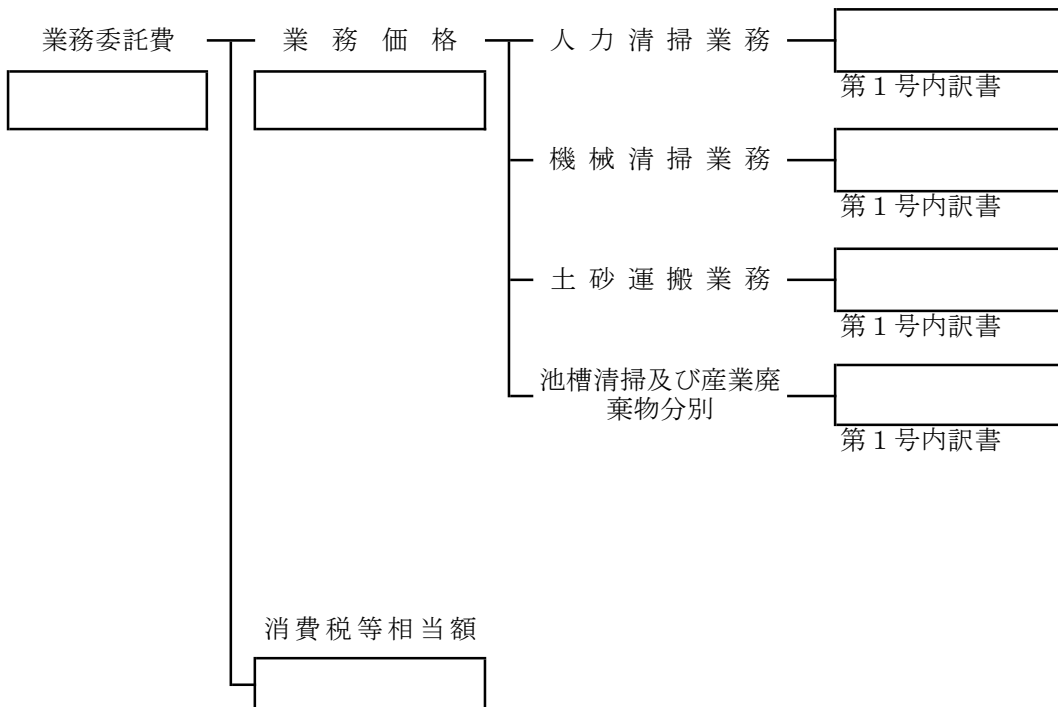 業務委託費
業務価格
人力清掃業務
第１号内訳書
機械清掃業務
第１号内訳書
土砂運搬業務
第１号内訳書
池槽清掃及び産業廃
棄物分別
第１号内訳書
消費税等相当額